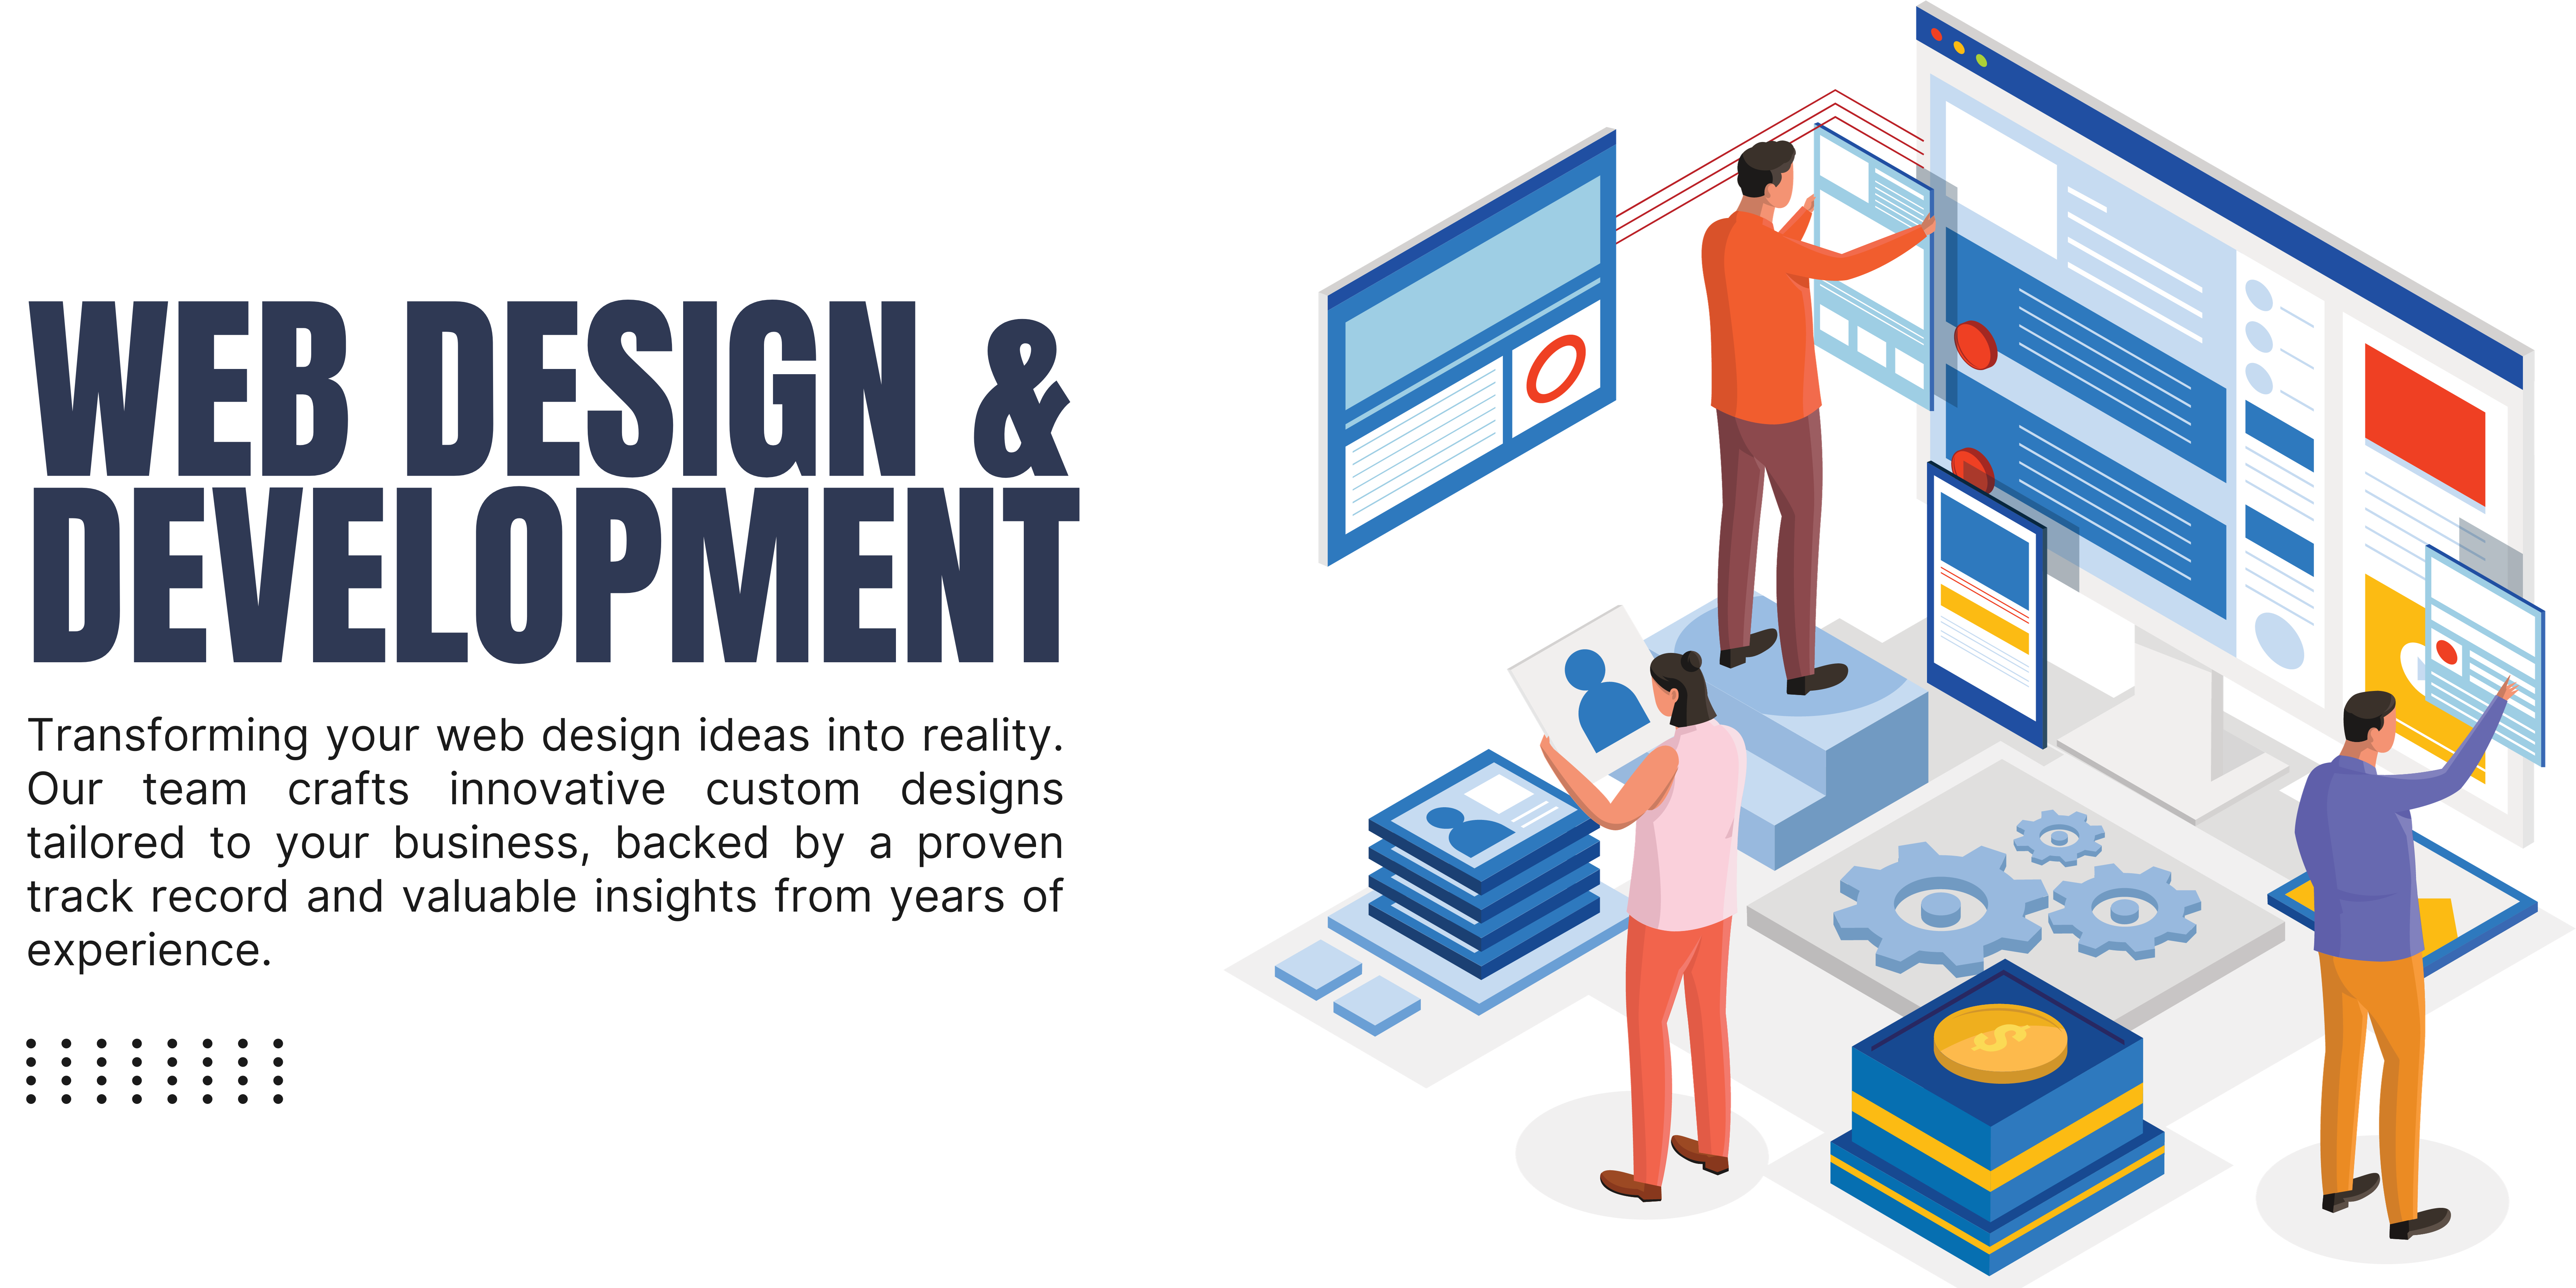 WEB DESIGN &
DEVELOPMENT
Transforming your web design ideas into reality.
Our team crafts innovative custom designs
tailored to your business, backed by a proven
track record and valuable insights from years of
experience.
$